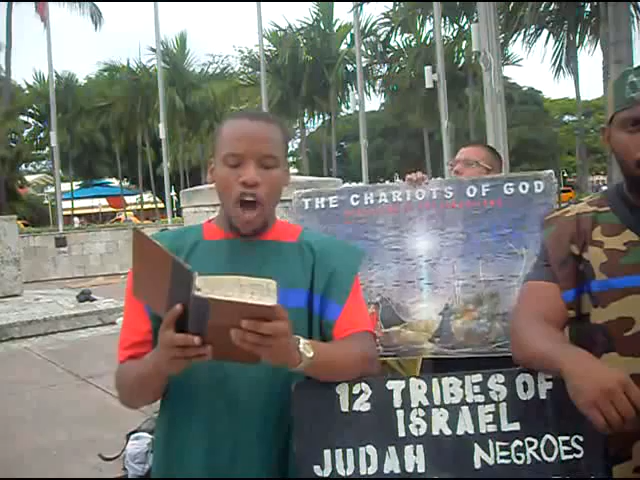 THE CHARIOTS OF GOD
12 TRIBES OF
ISRAEL
JUDAH NEGROES